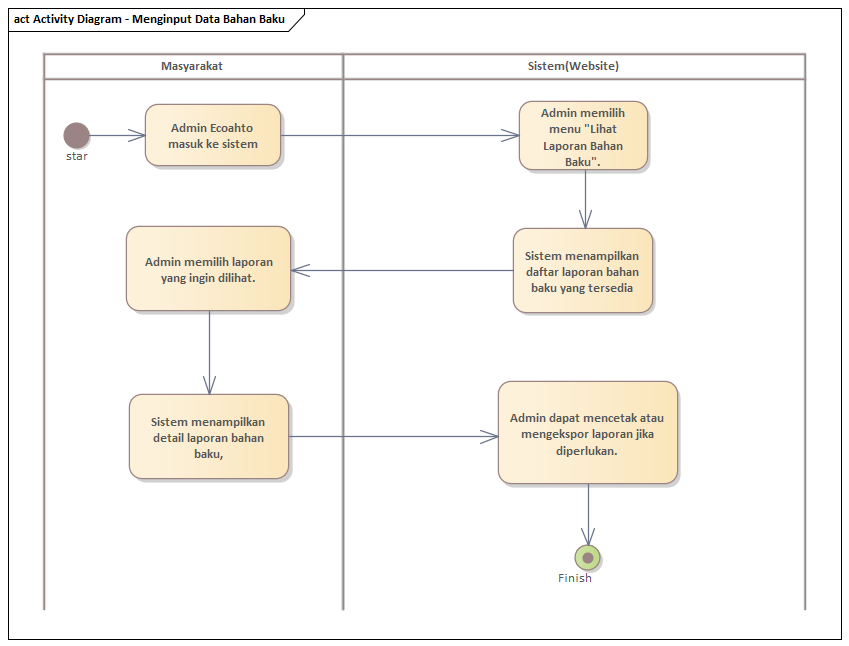 act Activity Diagram - Menginput Data Bahan Baku
Masyarakat
Sistem(Website)
star
Admin Ecoahto
masuk ke sistem
Admin memilih
menu "Lihat
Laporan Bahan
Baku".
Sistem menampilkan
daftar laporan bahan
baku yang tersedia
Admin memilih laporan
yang ingin dilihat.
Sistem menampilkan
detail laporan bahan
baku,
Admin dapat mencetak atau
mengekspor laporan jika
diperlukan.
Finish